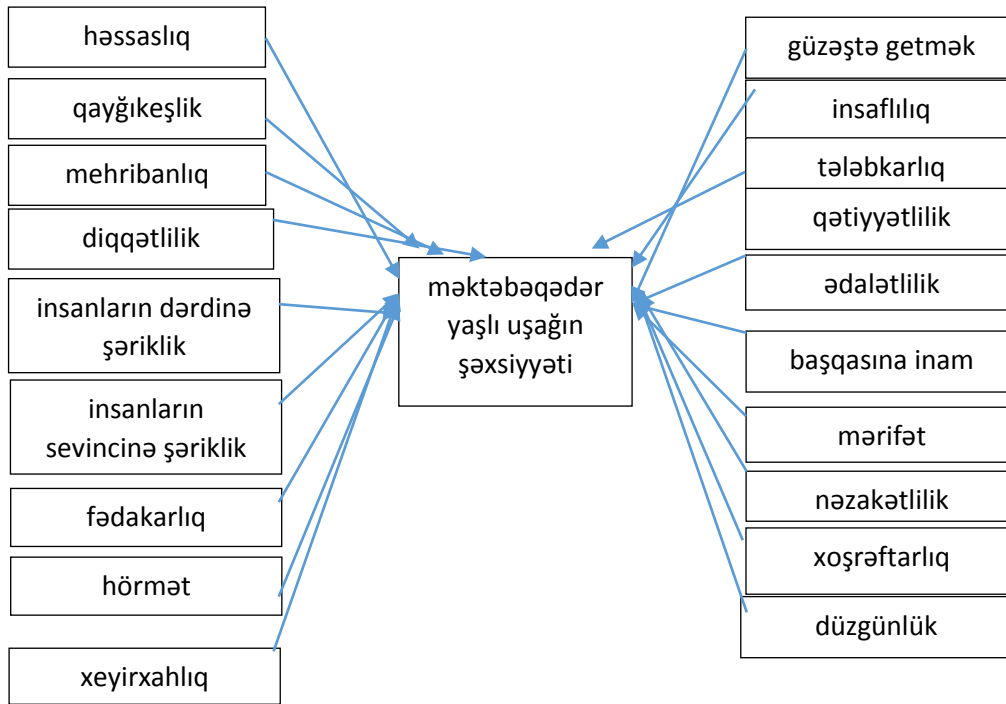 həssaslıq
qayğıkeşlik
mehribanlıq
diqqətlilik
insanların dərdinə
şəriklik
insanların
sevincinə şəriklik
fədakarlıq
hörmət
xeyirxahlıq
məktəbəqədər
yaşlı uşağın
şəxsiyyəti
güzəştə getmək
insaflılıq
tələbkarlıq
qətiyyətlilik
ədalətlilik
başqasına inam
mərifət
nəzakətlilik
xoşrəftarlıq
düzgünlük